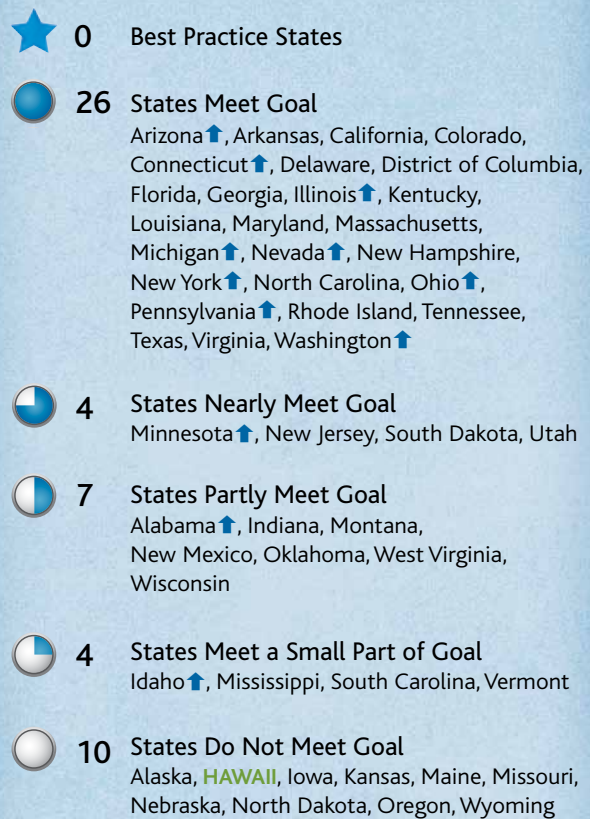 0 Best Practice States
26 States Meet Goal
Arizona⬆, Arkansas, California, Colorado,
Connecticut⬆, Delaware, District of Columbia,
Florida, Georgia, Illinois⬆, Kentucky,
Louisiana, Maryland, Massachusetts,
Michigan⬆, Nevada⬆, New Hampshire,
New York⬆, North Carolina, Ohio⬆,
Pennsylvania⬆, Rhode Island, Tennessee,
Texas, Virginia, Washington⬆
4 States Nearly Meet Goal
Minnesota⬆, New Jersey, South Dakota, Utah
7 States Partly Meet Goal
Alabama⬆, Indiana, Montana,
New Mexico, Oklahoma, West Virginia,
Wisconsin
4 States Meet a Small Part of Goal
Idaho⬆, Mississippi, South Carolina, Vermont
10 States Do Not Meet Goal
Alaska, HAWAII, Iowa, Kansas, Maine, Missouri,
Nebraska, North Dakota, Oregon, Wyoming